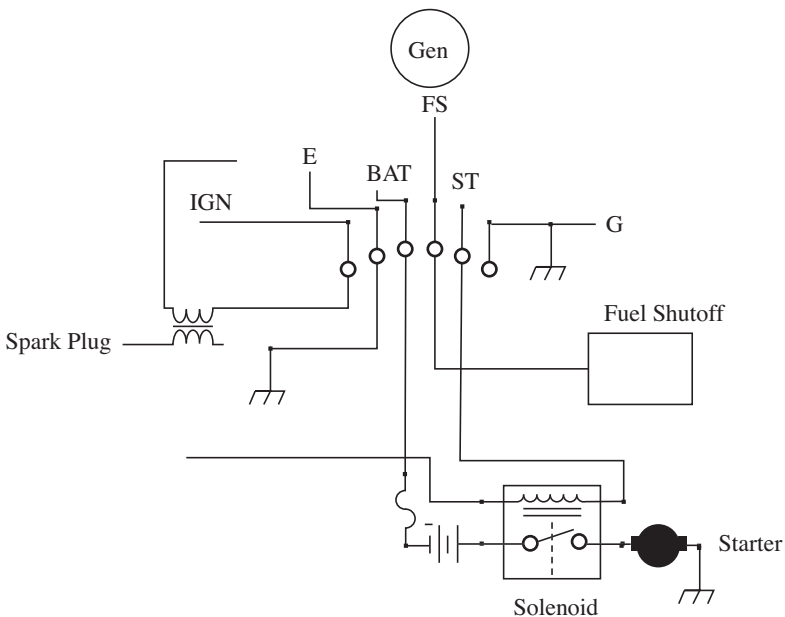 Gen
FS
E
BAT
ST
IGN
G
Fuel Shutoff
Spark Plug
–
Starter
Solenoid